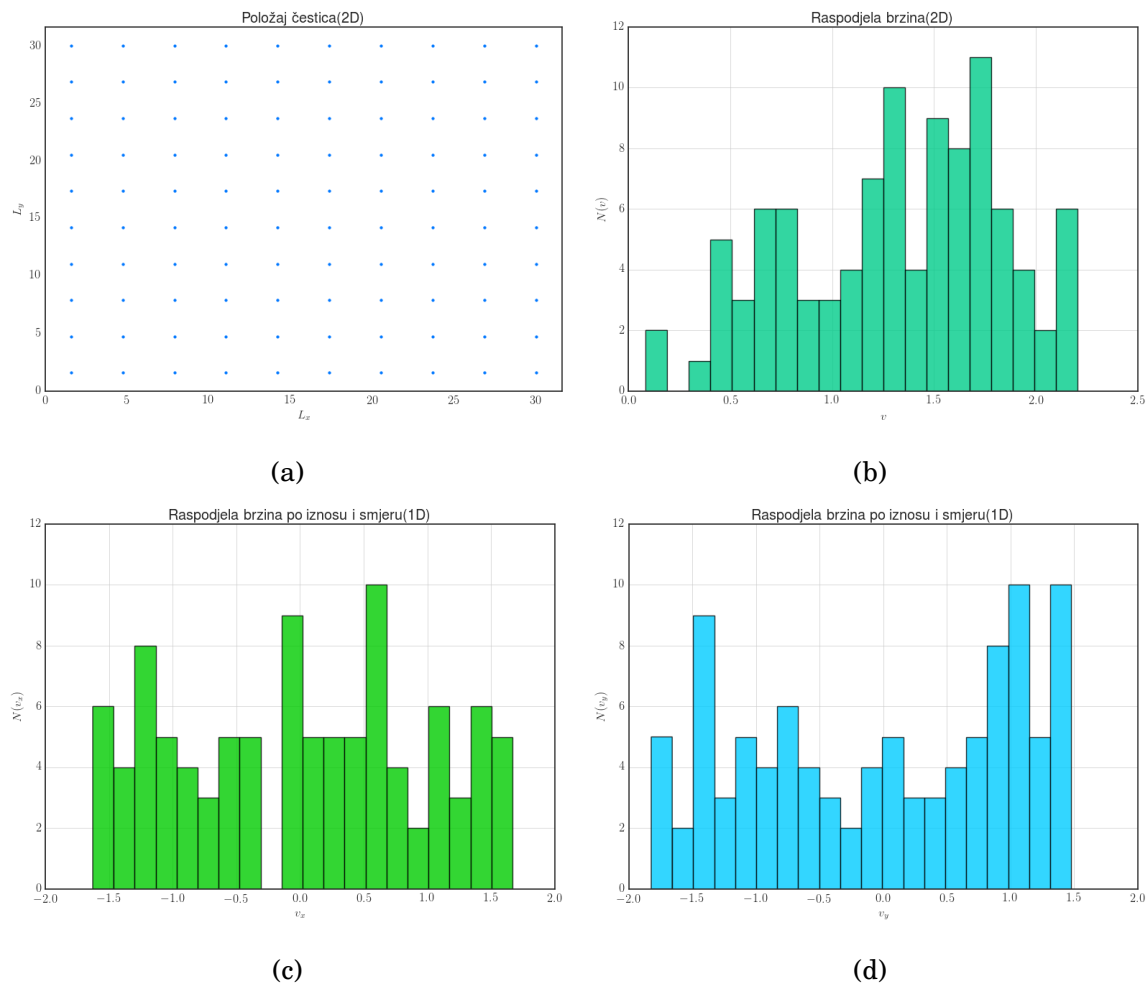 Položaj čestica(2D)
30
25
20
15
10
5
0
L_y
0 5 10 15 20 25 30
L_x
(a)
Raspodjela brzina(2D)
12
10
8
6
4
2
0
N(v)
0.0 0.5 1.0 1.5 2.0 2.5
v
(b)
Raspodjela brzina po iznosu i smjeru(1D)
12
10
8
6
4
2
0
N(v_x)
−2.0 −1.5 −1.0 −0.5 0.0 0.5 1.0 1.5 2.0
v_x
(c)
Raspodjela brzina po iznosu i smjeru(1D)
12
10
8
6
4
2
0
N(v_y)
−2.0 −1.5 −1.0 −0.5 0.0 0.5 1.0 1.5 2.0
v_y
(d)